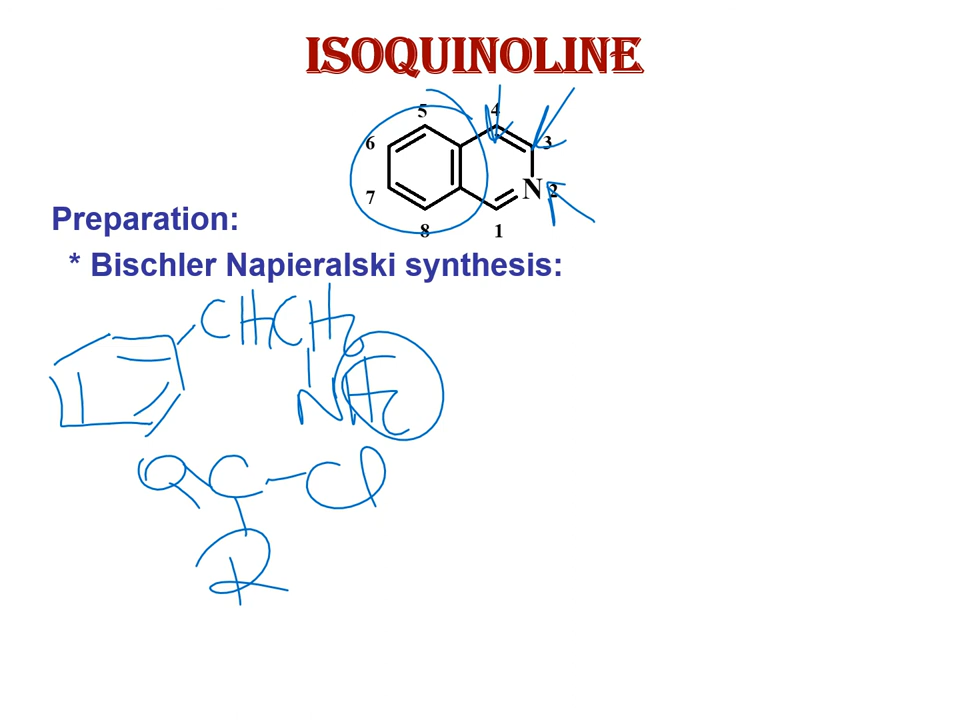 ISOQUINOLINE
5 4
6 3
7 N 2
8 1
Preparation:
* Bischler Napieralski synthesis:
CH2CH2
NH2
O C - Cl
R